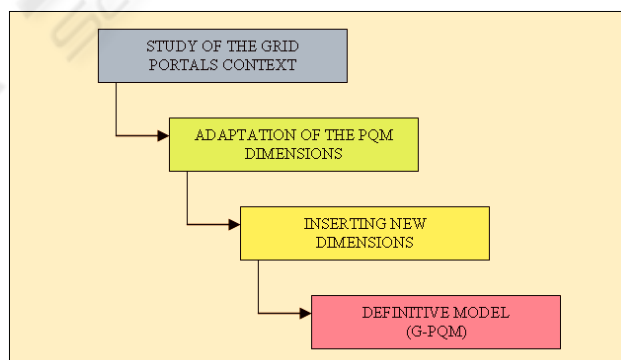 STUDY OF THE GRID
PORTALS CONTEXT
ADAPTATION OF THE PQM
DIMENSIONS
INSERTING NEW
DIMENSIONS
DEFINITIVE MODEL
(G-PQM)